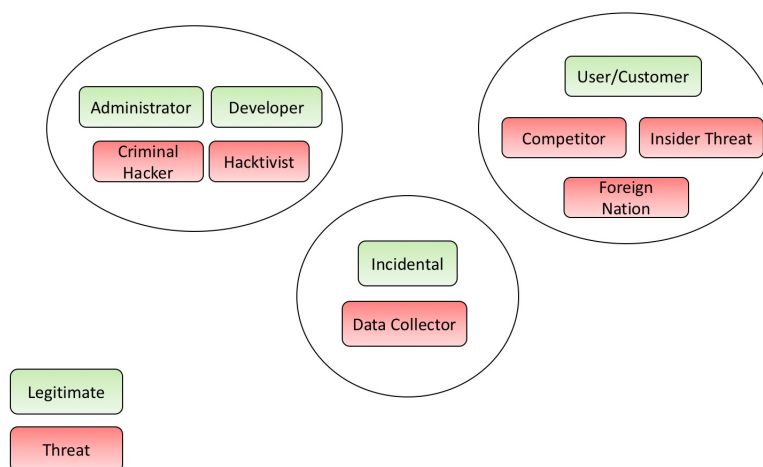 Administrator
Developer
Criminal
Hacker
Hacktivist
User/Customer
Competitor
Insider Threat
Foreign
Nation
Incidental
Data Collector
Legitimate
Threat